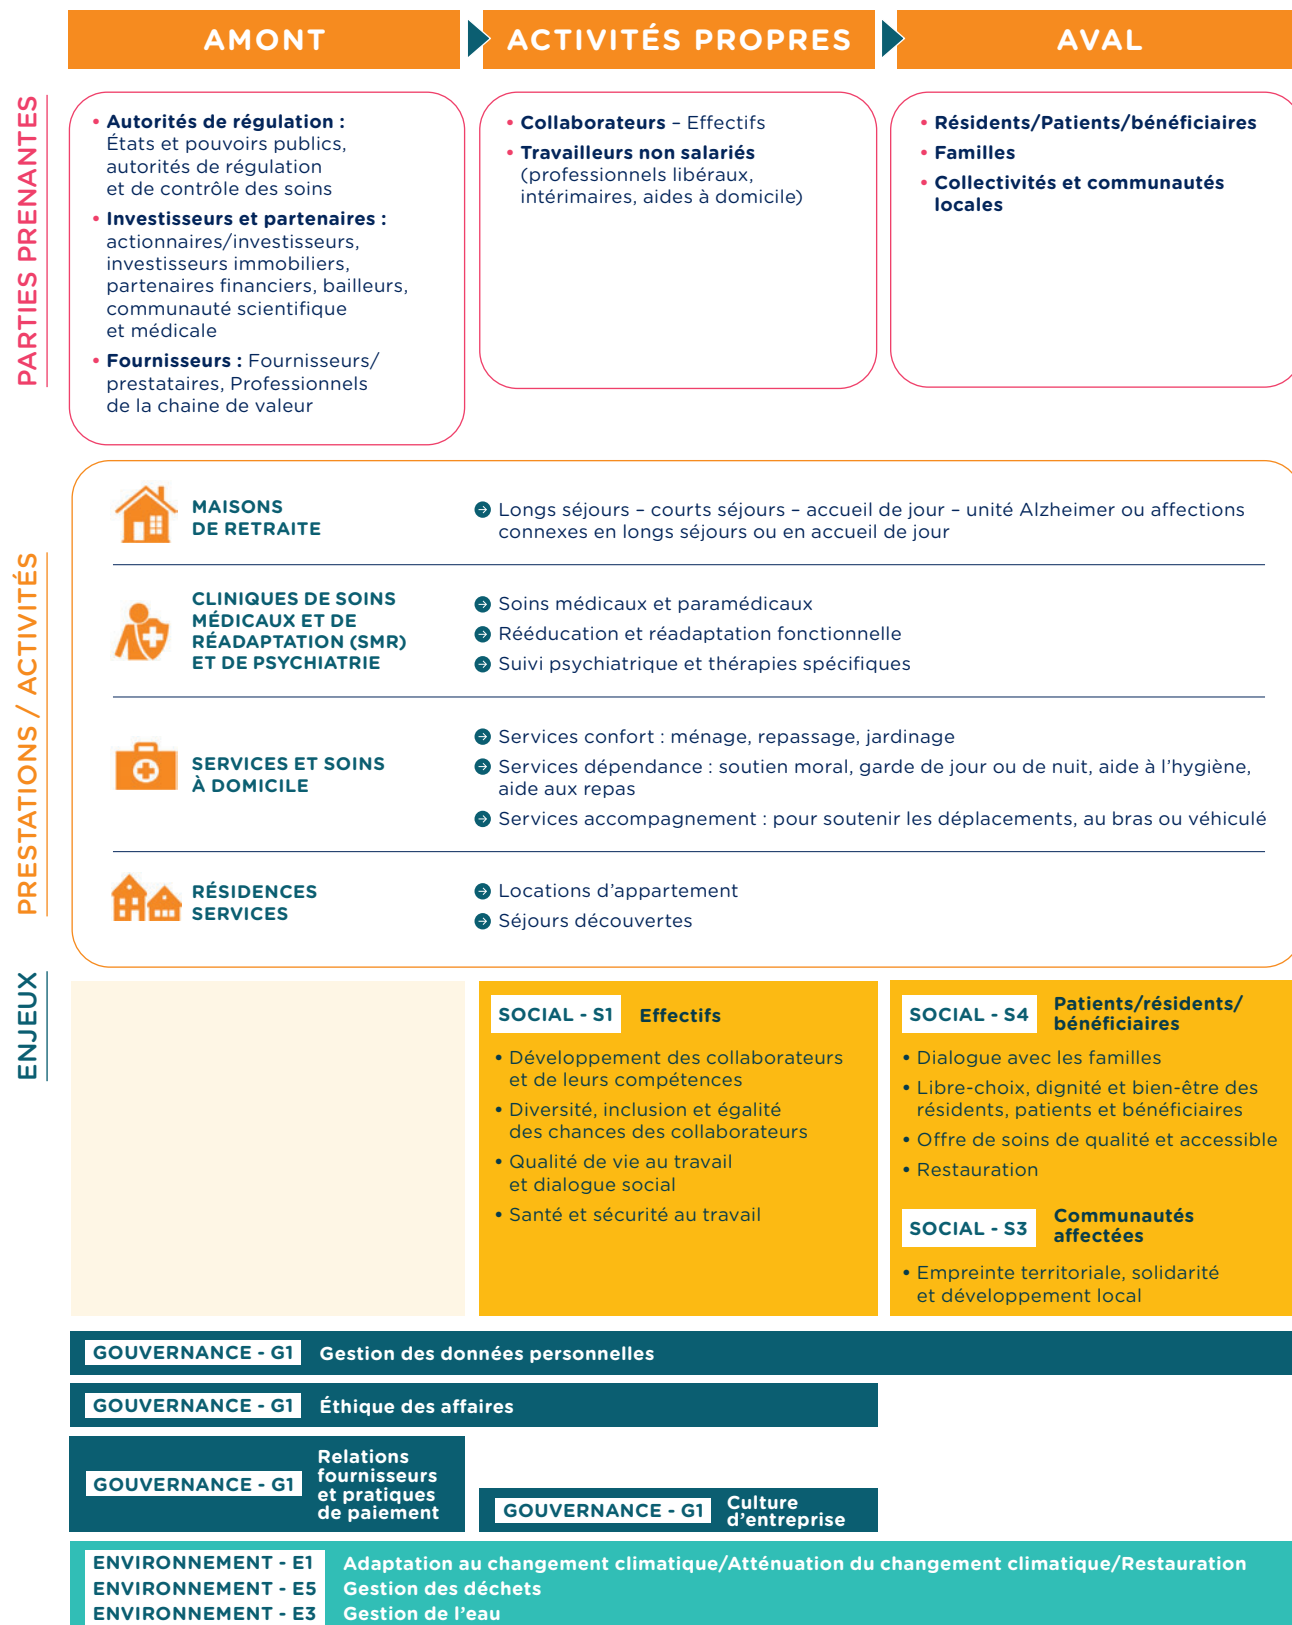 AMONT
ACTIVITÉS PROPRES
AVAL
PARTIES PRENANTES
• Autorités de régulation :
États et pouvoirs publics,
autorités de régulation
et de contrôle des soins
• Investisseurs et partenaires :
actionnaires/investisseurs,
investisseurs immobiliers,
partenaires financiers, bailleurs,
communauté scientifique
et médicale
• Fournisseurs : Fournisseurs/
prestataires, Professionnels
de la chaine de valeur
• Collaborateurs – Effectifs
• Travailleurs non salariés
(professionnels libéraux,
intérimaires, aides à domicile)
• Résidents/Patients/bénéficiaires
• Familles
• Collectivités et communautés
locales
PRESTATIONS / ACTIVITÉS
MAISONS
DE RETRAITE
Longs séjours – courts séjours – accueil de jour – unité Alzheimer ou affections
connexes en longs séjours ou en accueil de jour
CLINIQUES DE SOINS
MÉDICAUX ET DE
RÉADAPTATION (SMR)
ET DE PSYCHIATRIE
Soins médicaux et paramédicaux
Rééducation et réadaptation fonctionnelle
Suivi psychiatrique et thérapies spécifiques
SERVICES ET SOINS
À DOMICILE
Services confort : ménage, repassage, jardinage
Services dépendance : soutien moral, garde de jour ou de nuit, aide à l’hygiène,
aide aux repas
Services accompagnement : pour soutenir les déplacements, au bras ou véhiculé
RÉSIDENCES
SERVICES
Locations d’appartement
Séjours découvertes
ENJEUX
SOCIAL - S1 Effectifs
• Développement des collaborateurs
et de leurs compétences
• Diversité, inclusion et égalité
des chances des collaborateurs
• Qualité de vie au travail
et dialogue social
• Santé et sécurité au travail
SOCIAL - S4
Patients/résidents/
bénéficiaires
• Dialogue avec les familles
• Libre-choix, dignité et bien-être des
résidents, patients et bénéficiaires
• Offre de soins de qualité et accessible
• Restauration
SOCIAL - S3
Communautés
affectées
• Empreinte territoriale, solidarité
et développement local
GOUVERNANCE - G1 Gestion des données personnelles
GOUVERNANCE - G1 Éthique des affaires
GOUVERNANCE - G1
Relations
fournisseurs
et pratiques
de paiement
GOUVERNANCE - G1
Culture
d’entreprise
ENVIRONNEMENT - E1 Adaptation au changement climatique/Atténuation du changement climatique/Restauration
ENVIRONNEMENT - E5 Gestion des déchets
ENVIRONNEMENT - E3 Gestion de l’eau